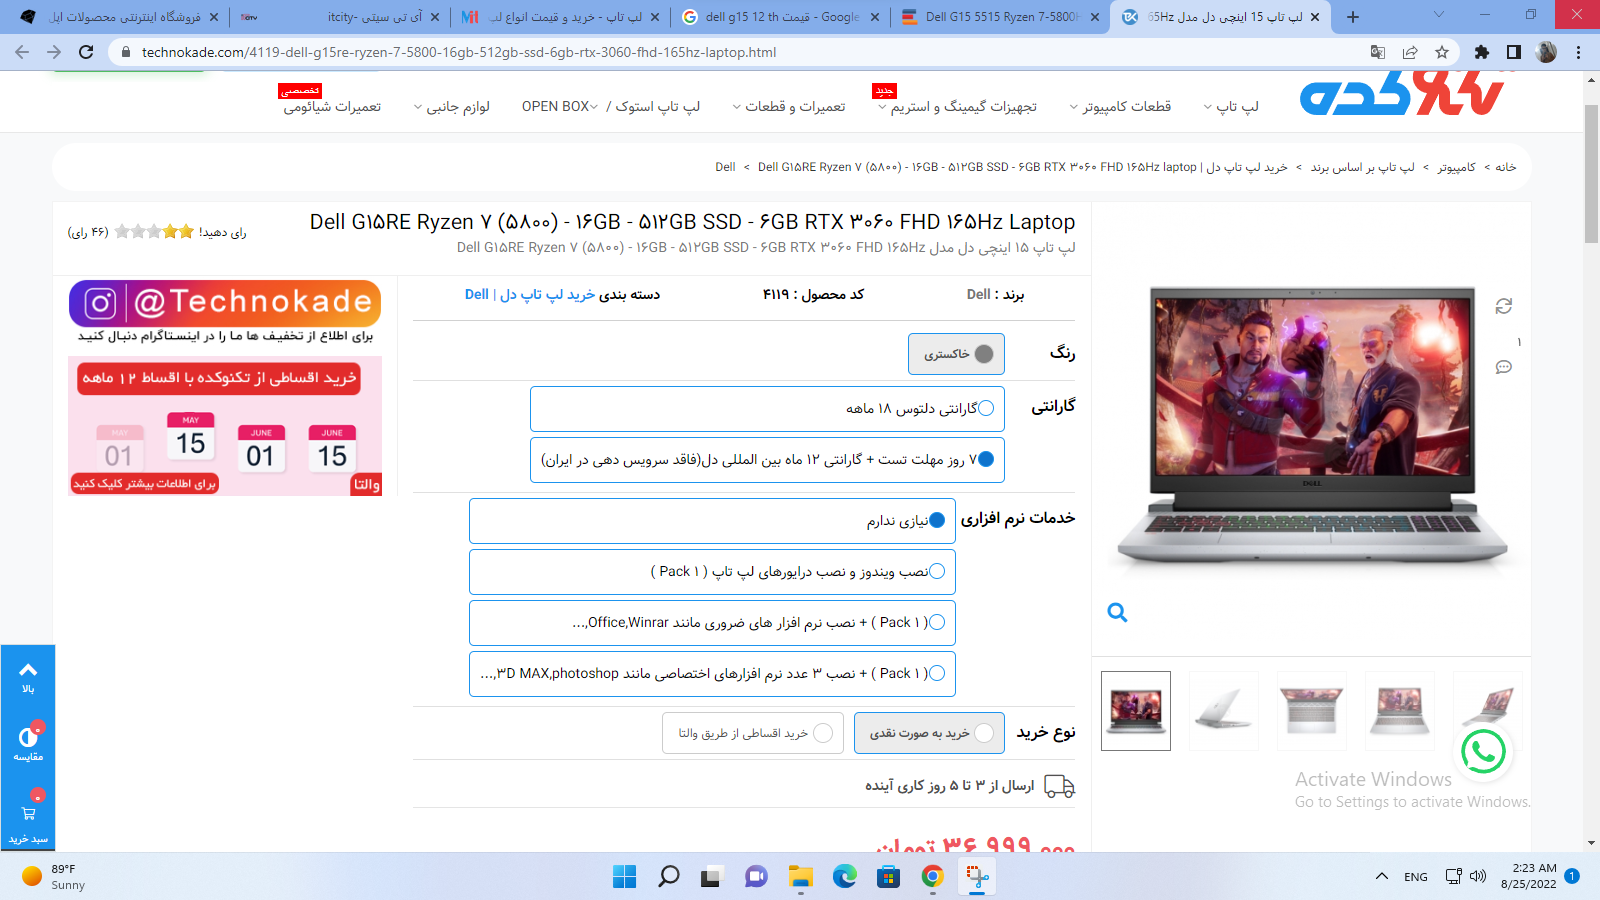 فروشگاه اینترنتی محصولات اپل
آی تی سیتی -itcity
لپ تاپ - خرید و قیمت انواع لپ
dell g15 12 th قیمت - Google
Dell G15 5515 Ryzen 7-5800H
لپ تاپ 15 اینچی دل مدل 65Hz
technokade.com/4119-dell-g15re-ryzen-7-5800-16gb-512gb-ssd-6gb-rtx-3060-fhd-165hz-laptop.html
تخصصی
جدید
لپ تاپ
قطعات کامپیوتر
تجهیزات گیمینگ و استریم
تعمیرات و قطعات
لپ تاپ استوک / OPEN BOX
لوازم جانبی
تعمیرات شیائومی
خانه > کامپیوتر > لپ تاپ بر اساس برند > خرید لپ تاپ دل | Dell > Dell G۱۵RE Ryzen ۷ (۵۸۰۰) - ۱۶GB - ۵۱۲GB SSD - ۶GB RTX ۳۰۶۰ FHD ۱۶۵Hz laptop
Dell G۱۵RE Ryzen ۷ (۵۸۰۰) - ۱۶GB - ۵۱۲GB SSD - ۶GB RTX ۳۰۶۰ FHD ۱۶۵Hz Laptop
رای دهید! (۴۶ رای)
لپ تاپ ۱۵ اینچی دل مدل Dell G۱۵RE Ryzen ۷ (۵۸۰۰) - ۱۶GB - ۵۱۲GB SSD - ۶GB RTX ۳۰۶۰ FHD ۱۶۵Hz
برند : Dell
کد محصول : ۴۱۱۹
دسته بندی خرید لپ تاپ دل | Dell
@Technokade
برای اطلاع از تخفیف ها ما را در اینستاگرام دنبال کنید
خرید اقساطی از تکنوکده با اقساط ۱۲ ماهه
MAY 01
MAY 15
JUNE 01
JUNE 15
برای اطلاعات بیشتر کلیک کنید
والتا
رنگ
خاکستری
گارانتی
گارانتی دلتوس ۱۸ ماهه
۷ روز مهلت تست + گارانتی ۱۲ ماه بین المللی دل(فاقد سرویس دهی در ایران)
خدمات نرم افزاری
نیازی ندارم
نصب ویندوز و نصب درایورهای لپ تاپ ( Pack ۱ )
( Pack ۱ ) + نصب نرم افزار های ضروری مانند Office,Winrar,...
( Pack ۱ ) + نصب ۳ عدد نرم افزارهای اختصاصی مانند ۳D MAX,photoshop,...
نوع خرید
خرید به صورت نقدی
خرید اقساطی از طریق والتا
ارسال از ۳ تا ۵ روز کاری آینده
۳۶,۹۹۹,۰۰۰ تومان
۱
DELL
بالا
۰
مقایسه
۰
سبد خرید
Activate Windows
Go to Settings to activate Windows.
89°F
Sunny
ENG
2:23 AM
8/25/2022
1